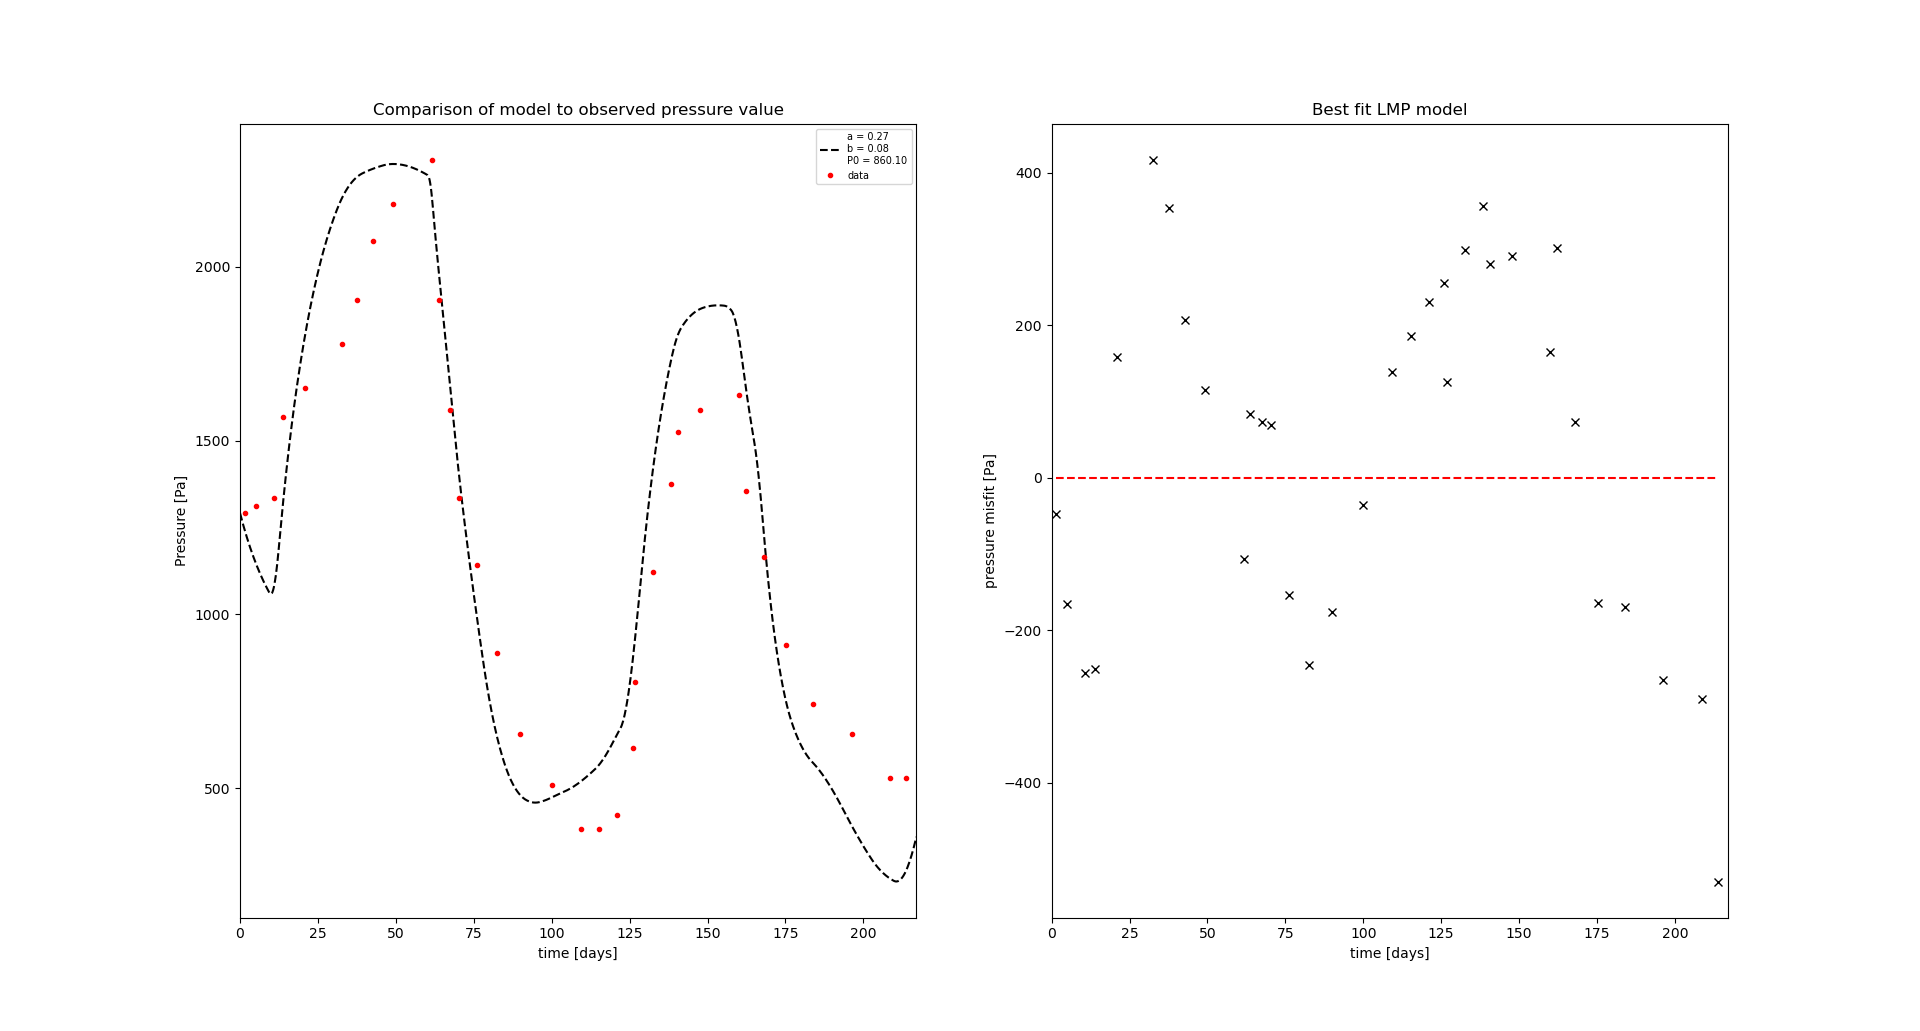 Comparison of model to observed pressure value
a = 0.27
b = 0.08
P0 = 860.10
data
Pressure [Pa]
2000
1500
1000
500
0 25 50 75 100 125 150 175 200
time [days]
Best fit LMP model
pressure misfit [Pa]
400
200
0
−200
−400
0 25 50 75 100 125 150 175 200
time [days]